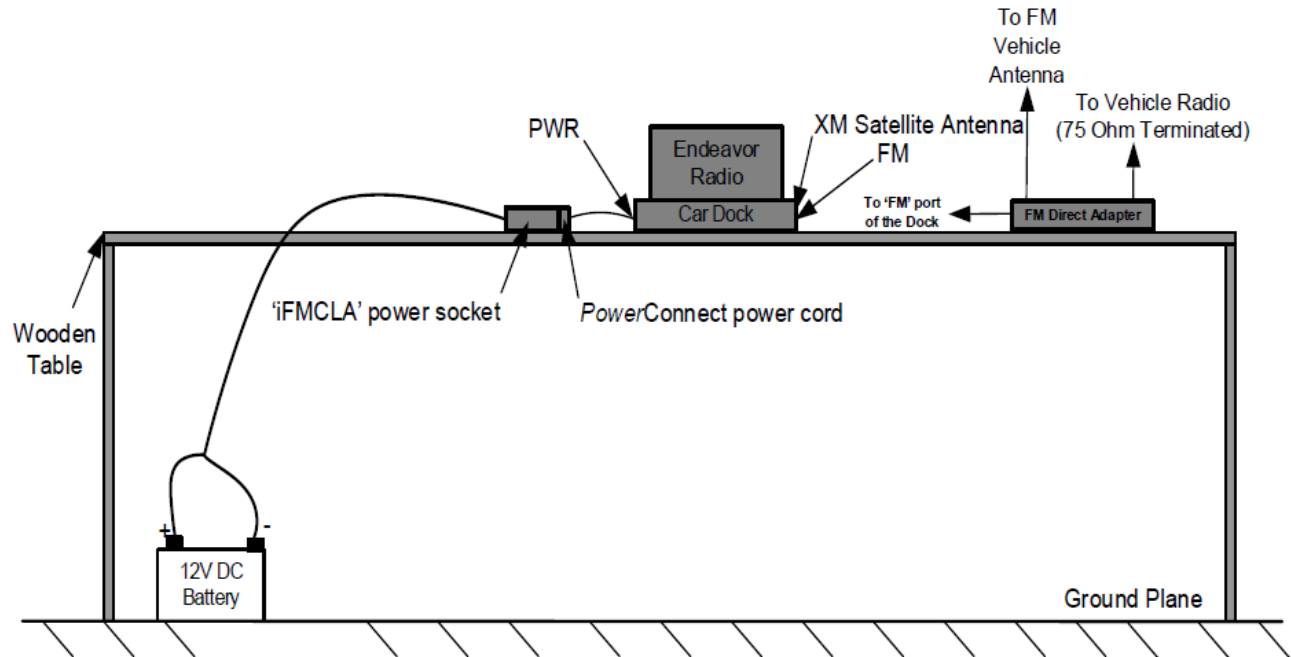 To FM
Vehicle
Antenna
To Vehicle Radio
(75 Ohm Terminated)
PWR
Endeavor
Radio
XM Satellite Antenna
FM
Car Dock
To ‘FM’ port
of the Dock
FM Direct Adapter
‘iFMCLA’ power socket
PowerConnect power cord
Wooden
Table
+
-
12V DC
Battery
Ground Plane